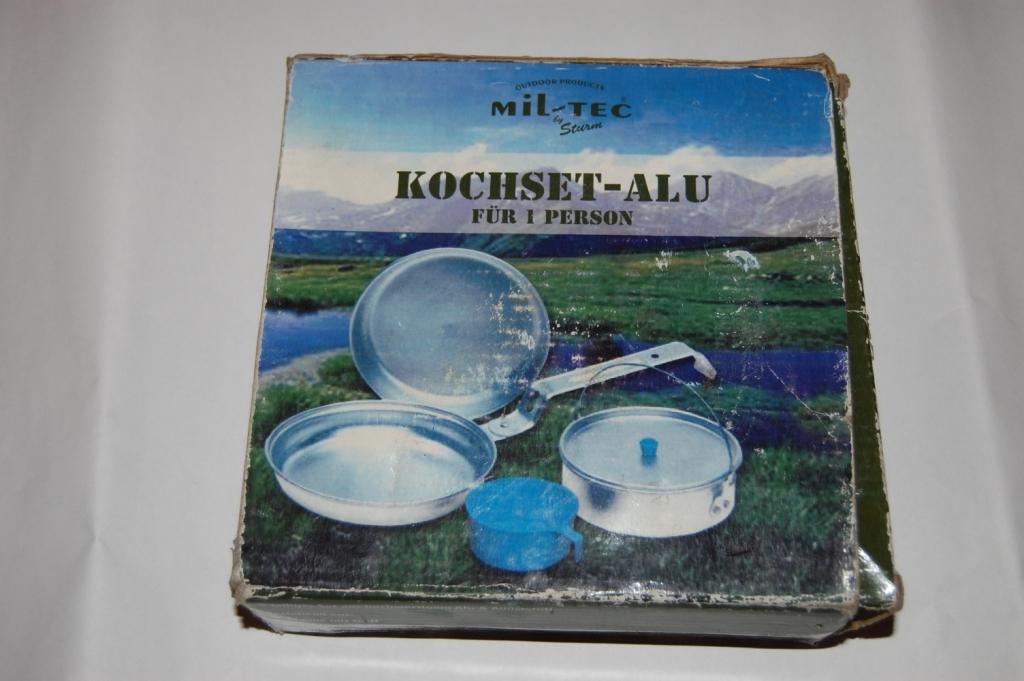 OUTDOOR PRODUCTS
MiL-TEC®
by Sturm
KOCHSET-ALU
FÜR 1 PERSON